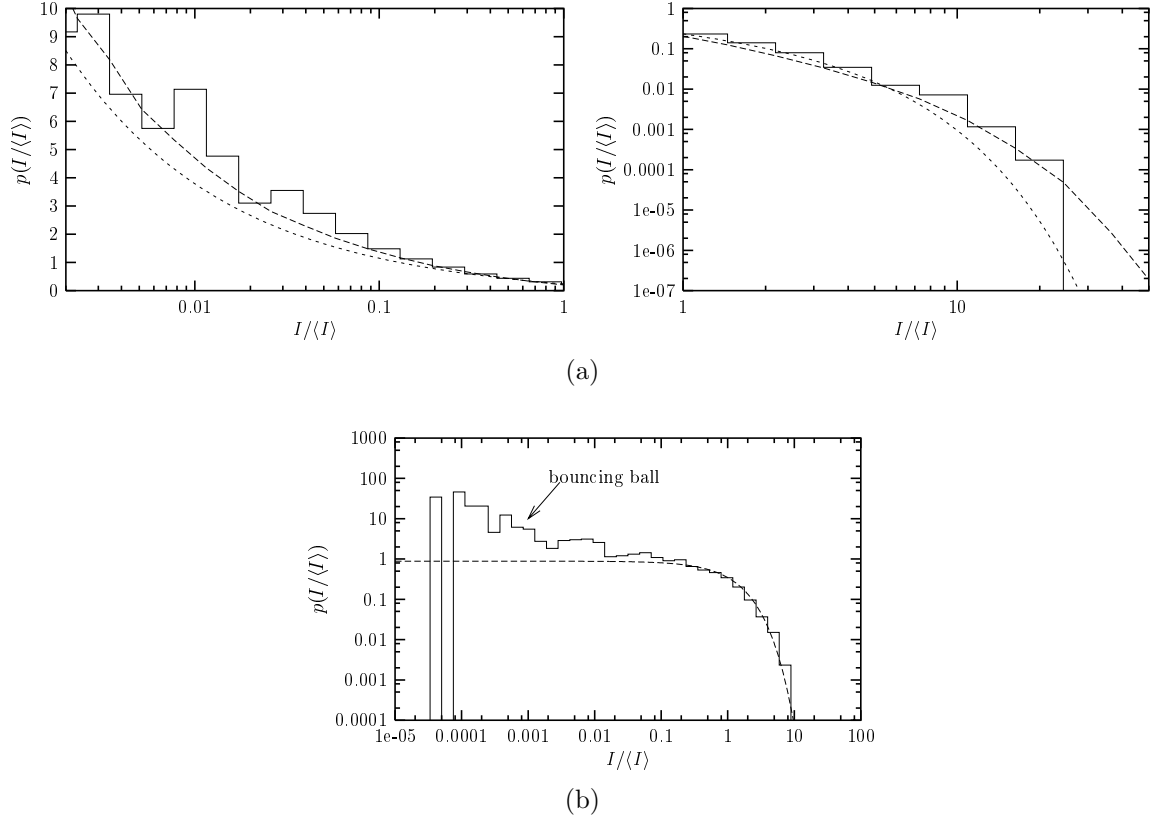 10
9
8
7
6
5
4
3
2
1
0
p(I/⟨I⟩)
0.01
0.1
1
I/⟨I⟩
1
0.1
0.01
0.001
0.0001
1e-05
1e-06
1e-07
p(I/⟨I⟩)
1
10
I/⟨I⟩
(a)
1000
100
10
1
0.1
0.01
0.001
0.0001
p(I/⟨I⟩)
bouncing ball
1e-05
0.0001
0.001
0.01
0.1
1
10
100
I/⟨I⟩
(b)